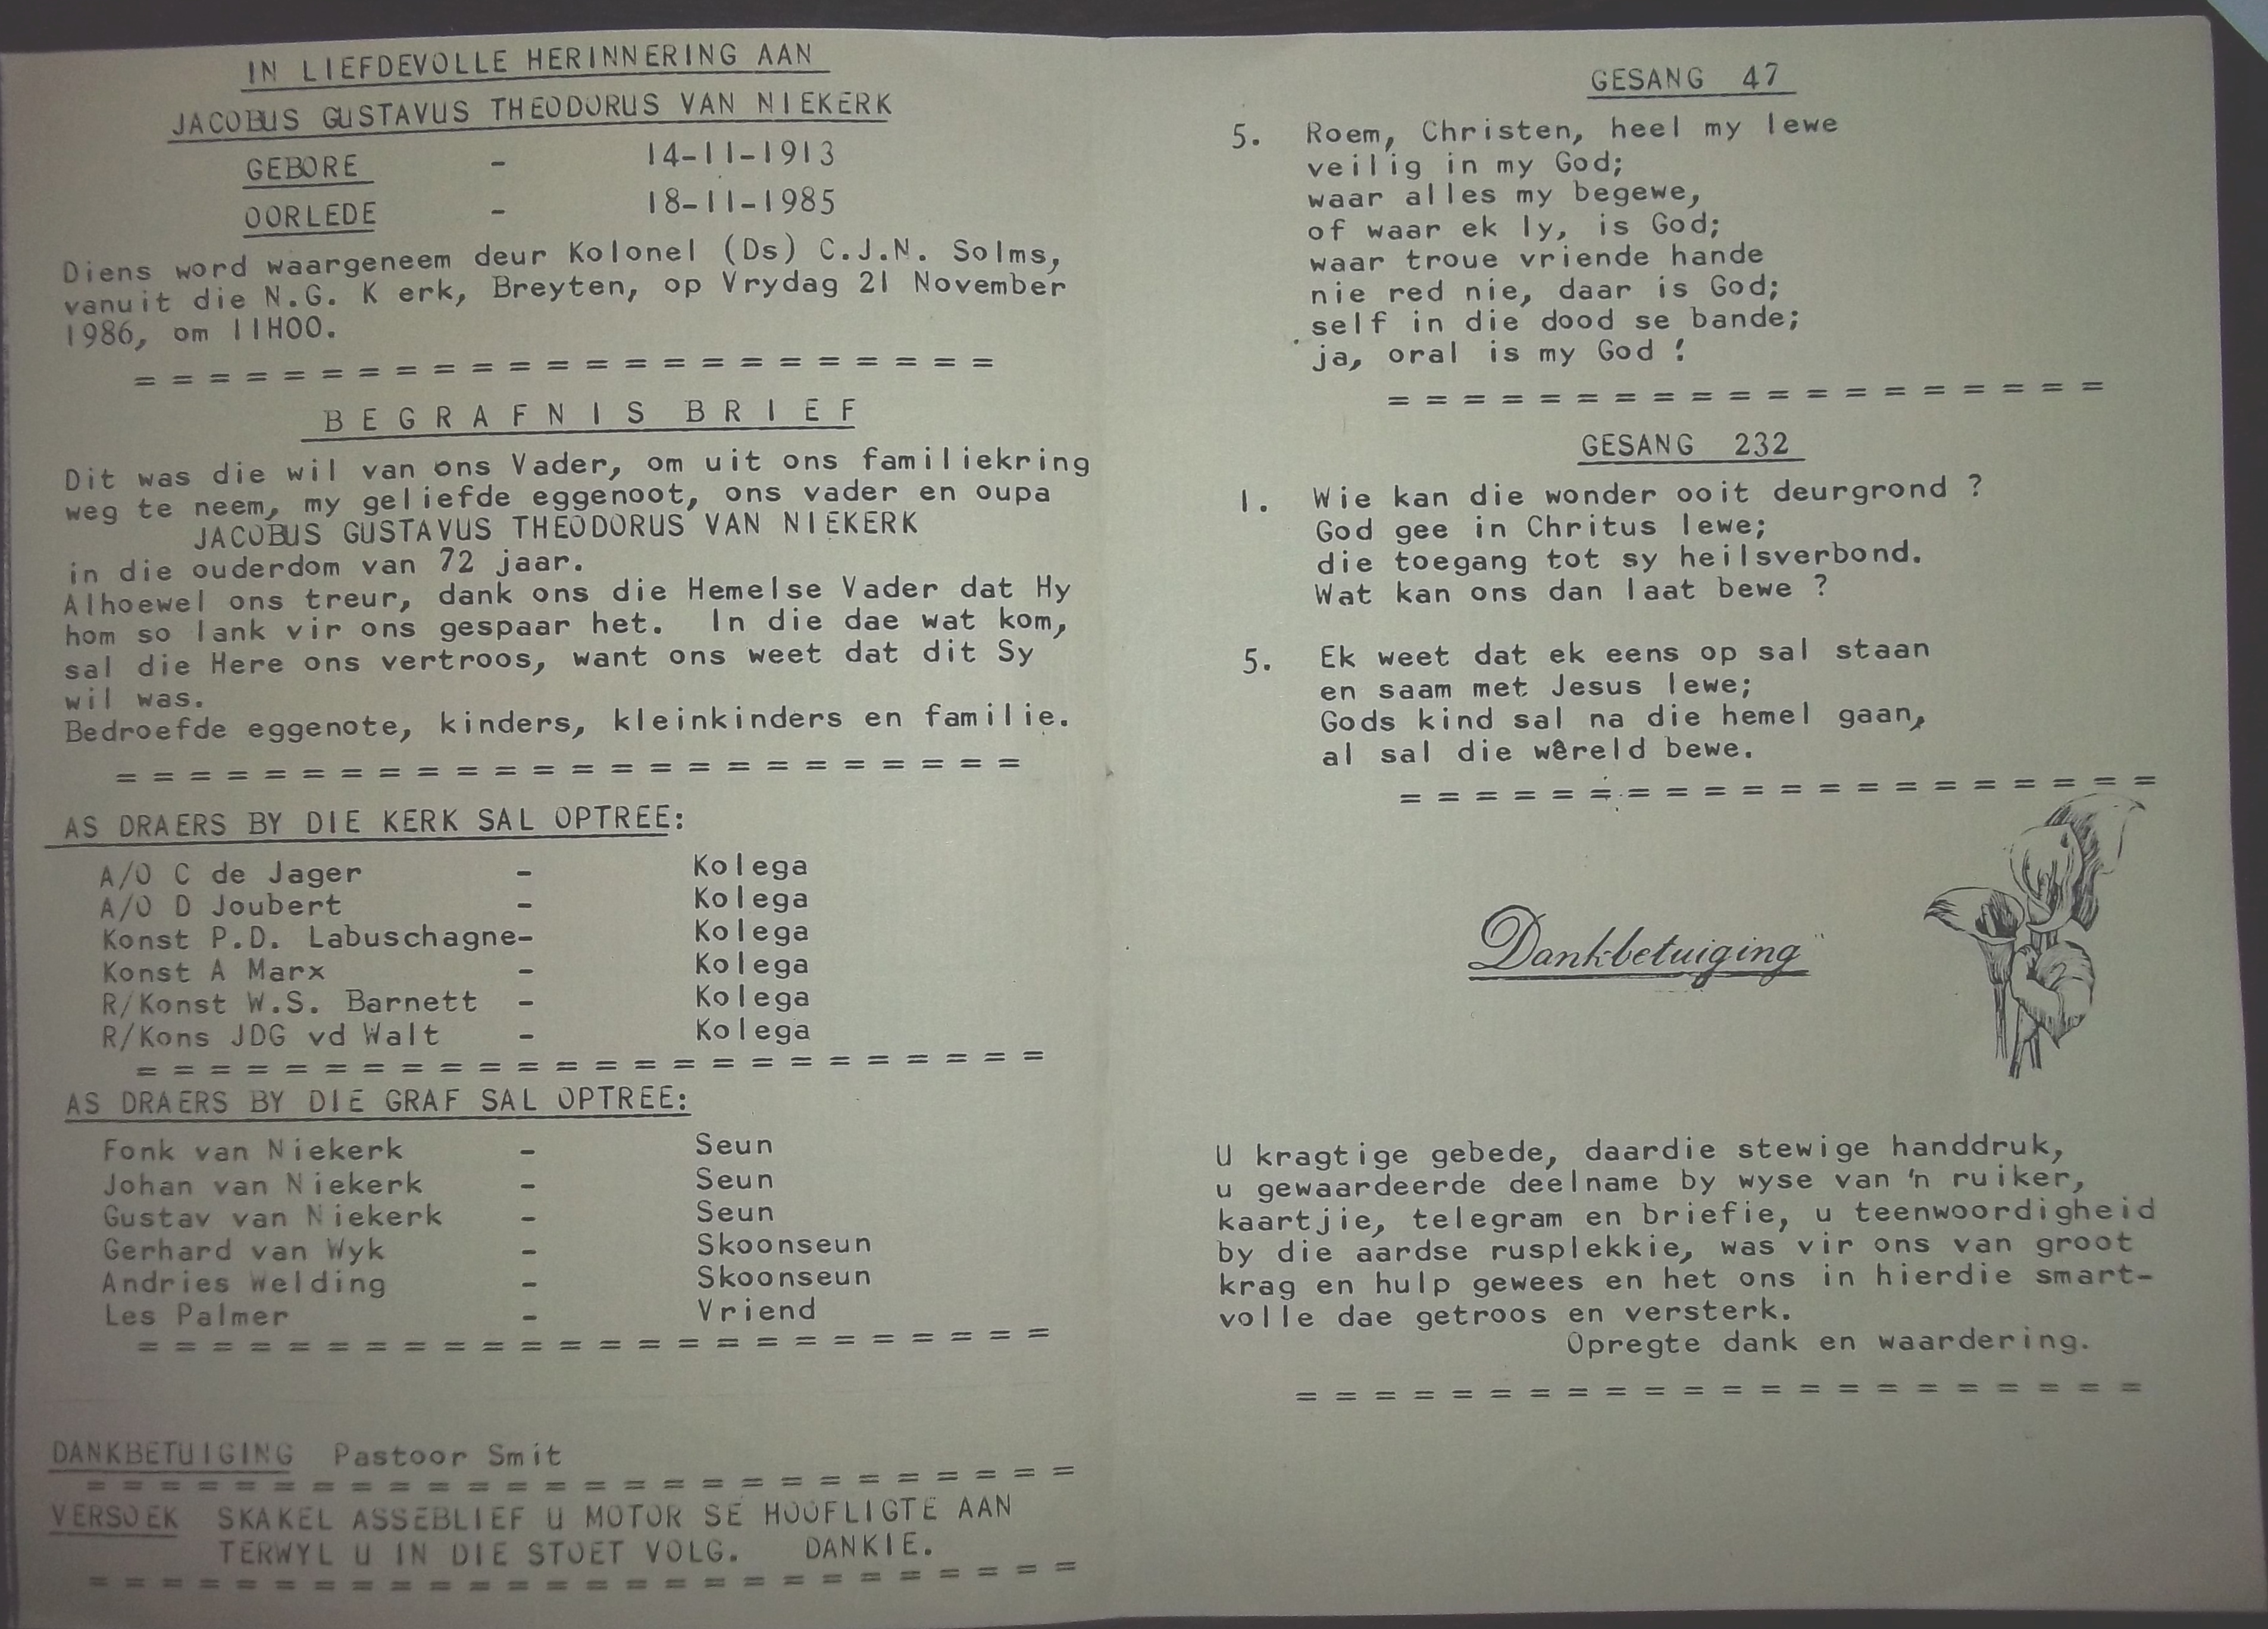 IN LIEFDEVOLLE HERINNERING AAN
JACOBUS GUSTAVUS THEODORUS VAN NIEKERK
GEBORE - 14-11-1913
OORLEDE - 18-11-1985
Diens word waargeneem deur Kolonel (Ds) C.J.N. Solms,
vanuit die N.G. K erk, Breyten, op Vrydag 21 November
1986, om 11H00.
= = = = = = = = = = = = = = = = = = = = = = =
B E G R A F N I S B R I E F
Dit was die wil van ons Vader, om uit ons familiekring
weg te neem, my geliefde eggenoot, ons vader en oupa
JACOBUS GUSTAVUS THEODORUS VAN NIEKERK
in die ouderdom van 72 jaar.
Alhoewel ons treur, dank ons die Hemelse Vader dat Hy
hom so lank vir ons gespaar het. In die dae wat kom,
sal die Here ons vertroos, want ons weet dat dit Sy
wil was.
Bedroefde eggenote, kinders, kleinkinders en familie.
= = = = = = = = = = = = = = = = = = = = = = = =
AS DRAERS BY DIE KERK SAL OPTREE:
A/O C de Jager - Kolega
A/O D Joubert - Kolega
Konst P.D. Labuschagne- Kolega
Konst A Marx - Kolega
R/Konst W.S. Barnett - Kolega
R/Kons JDG vd Walt - Kolega
= = = = = = = = = = = = = = = = = = = = = = = =
AS DRAERS BY DIE GRAF SAL OPTREE:
Fonk van Niekerk - Seun
Johan van Niekerk - Seun
Gustav van Niekerk - Seun
Gerhard van Wyk - Skoonseun
Andries Welding - Skoonseun
Les Palmer - Vriend
= = = = = = = = = = = = = = = = = = = = = = = =
DANKBETUIGING Pastoor Smit
= = = = = = = = = = = = = = = = = = = = = = = = = =
VERSOEK SKAKEL ASSEBLIEF U MOTOR SE HOOFLIGTE AAN
TERWYL U IN DIE STOET VOLG. DANKIE.
= = = = = = = = = = = = = = = = = = = = = = = = = =
GESANG 47
5. Roem, Christen, heel my lewe
veilig in my God;
waar alles my begewe,
of waar ek ly, is God;
waar troue vriende hande
nie red nie, daar is God;
self in die dood se bande;
ja, oral is my God !
= = = = = = = = = = = = = = = = = = =
GESANG 232
1. Wie kan die wonder ooit deurgrond ?
God gee in Chritus lewe;
die toegang tot sy heilsverbond.
Wat kan ons dan laat bewe ?
5. Ek weet dat ek eens op sal staan
en saam met Jesus lewe;
Gods kind sal na die hemel gaan,
al sal die wêreld bewe.
= = = = = = = = = = = = = = = = = = = =
Dankbetuiging
U kragtige gebede, daardie stewige handdruk,
u gewaardeerde deelname by wyse van 'n ruiker,
kaartjie, telegram en briefie, u teenwoordigheid
by die aardse rusplekkie, was vir ons van groot
krag en hulp gewees en het ons in hierdie smart-
volle dae getroos en versterk.
Opregte dank en waardering.
= = = = = = = = = = = = = = = = = = = = = = =